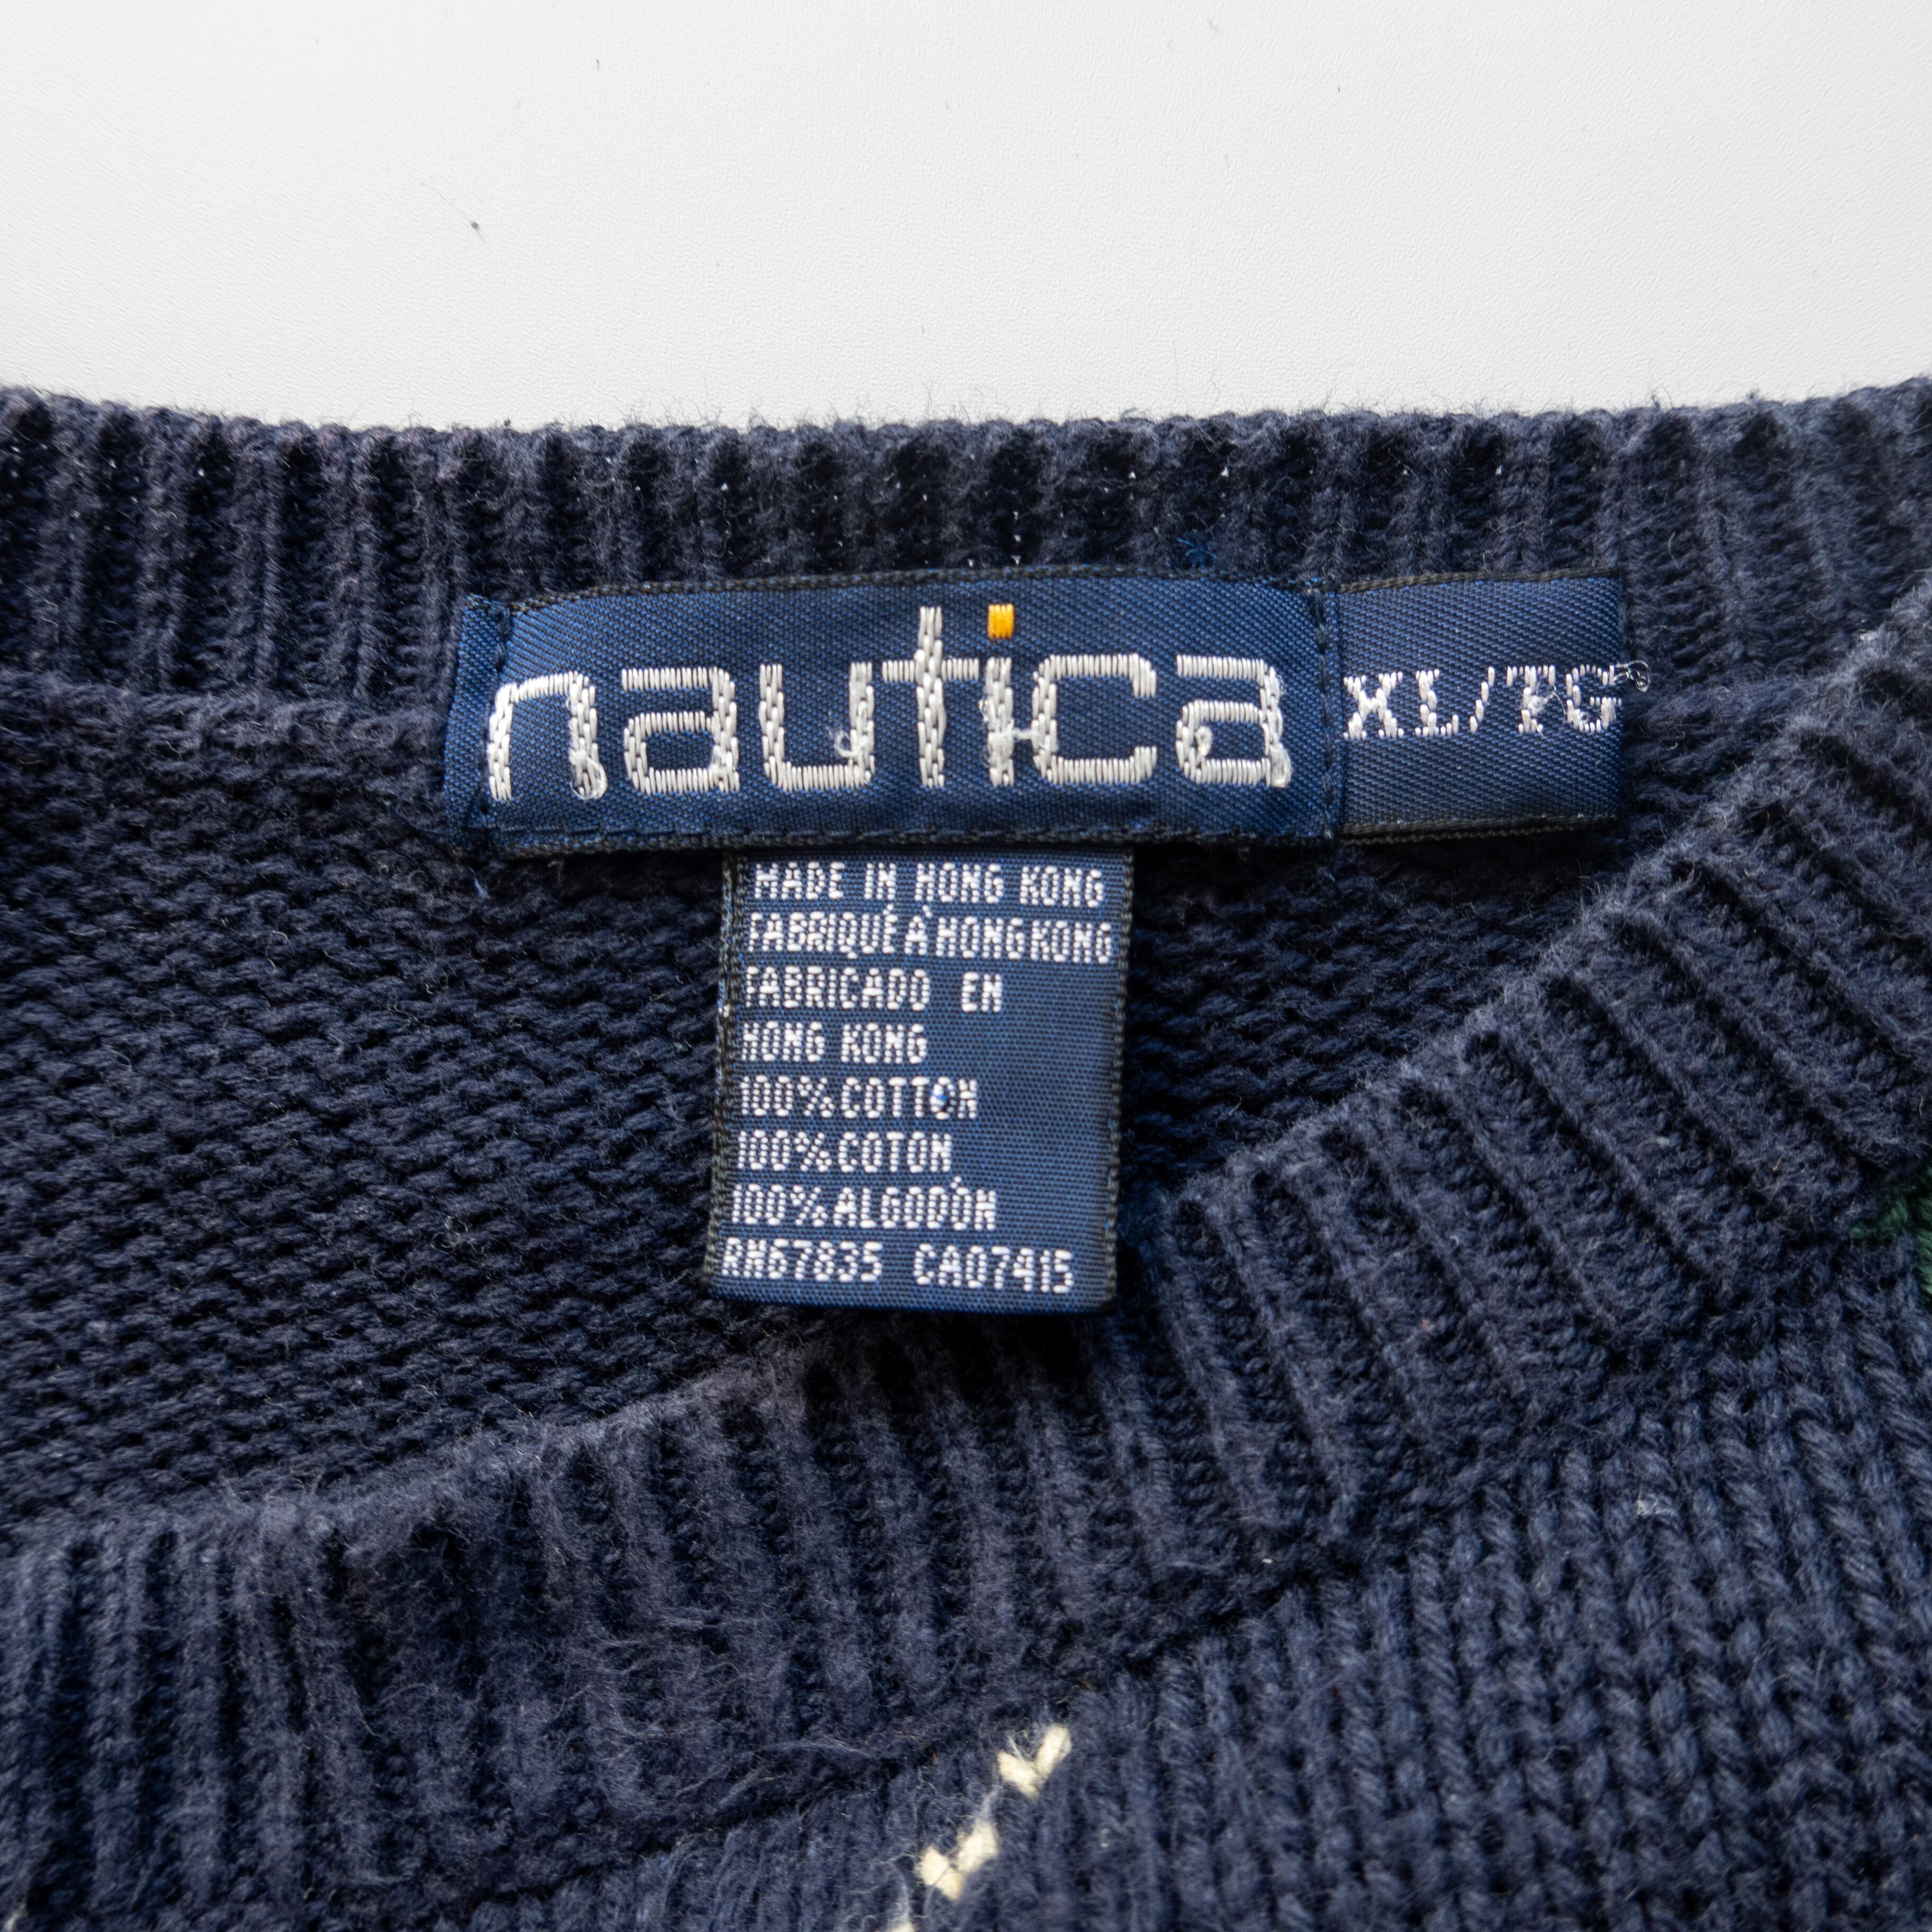 nautica
XL/TG
MADE IN HONG KONG
FABRIQUÉ À HONG KONG
FABRICADO EN
HONG KONG
100% COTTON
100% COTON
100% ALGODÓN
RN67835 CA07415